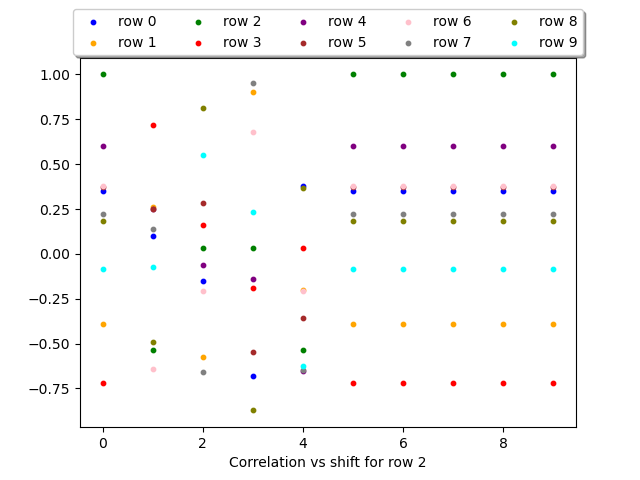 row 0 row 2 row 4 row 6 row 8
row 1 row 3 row 5 row 7 row 9
1.00
0.75
0.50
0.25
0.00
−0.25
−0.50
−0.75
0 2 4 6 8
Correlation vs shift for row 2